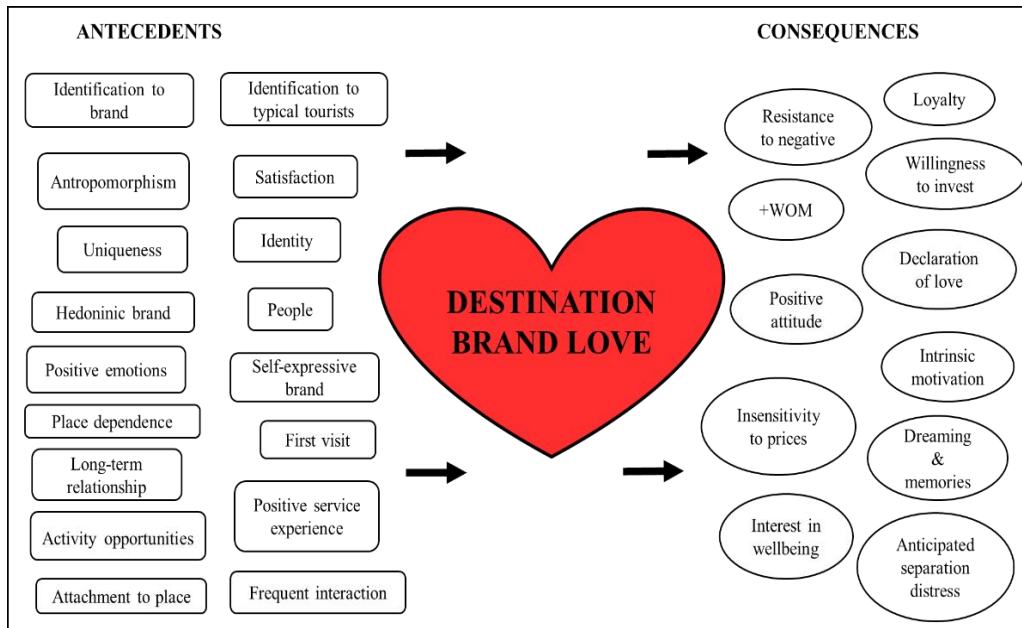 ANTECEDENTS
Identification to
brand
Antropomorphism
Uniqueness
Hedoninic brand
Positive emotions
Place dependence
Long-term
relationship
Activity opportunities
Attachment to place
Identification to
typical tourists
Satisfaction
Identity
People
Self-expressive
brand
First visit
Positive service
experience
Frequent interaction
DESTINATION
BRAND LOVE
CONSEQUENCES
Resistance
to negative
+WOM
Positive
attitude
Insensitivity
to prices
Interest in
wellbeing
Loyalty
Willingness
to invest
Declaration
of love
Intrinsic
motivation
Dreaming
&
memories
Anticipated
separation
distress